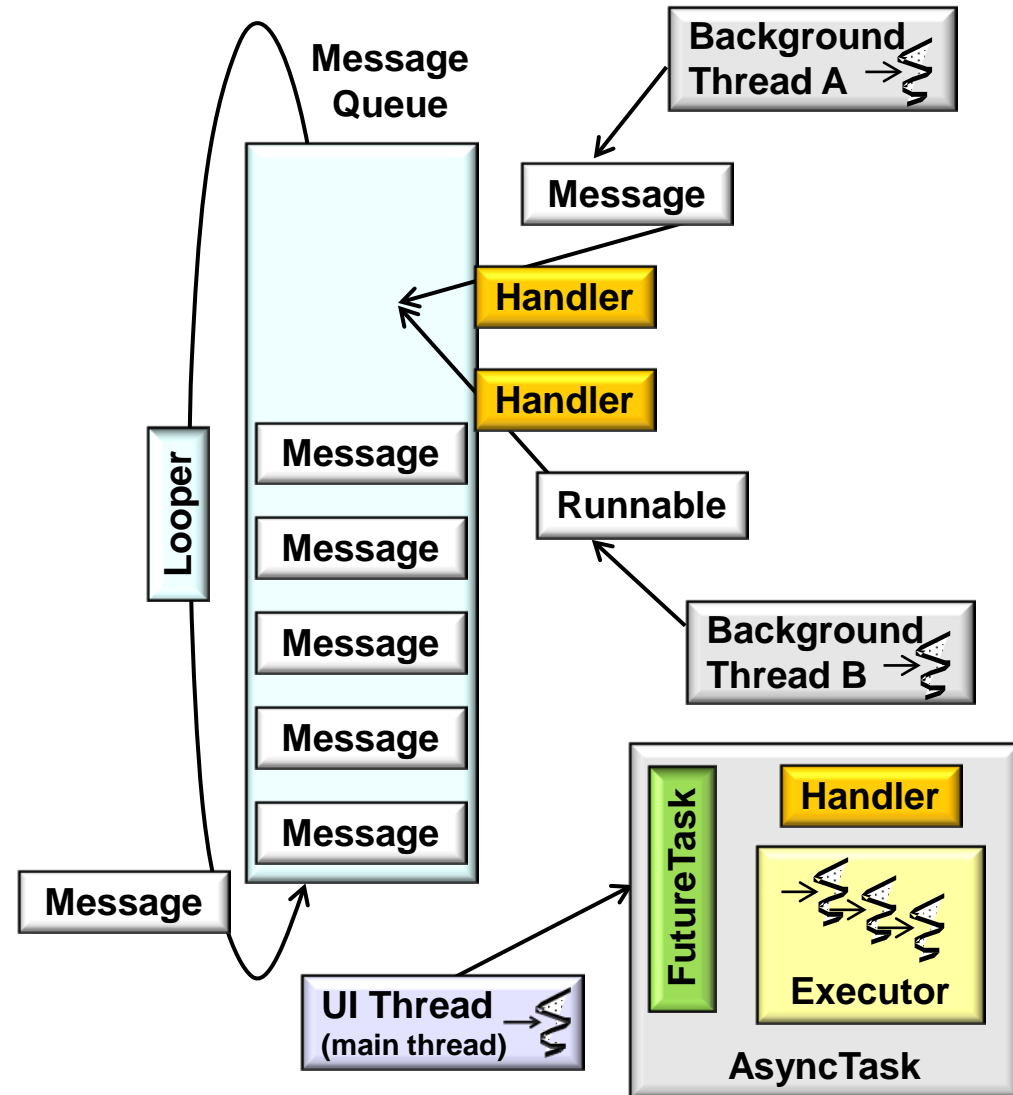 Message
Queue
Background
Thread A
Message
Handler
Handler
Message
Looper
Runnable
Message
Message
Background
Thread B
Message
Message
Message
FutureTask
Handler
Executor
UI Thread
(main thread)
AsyncTask